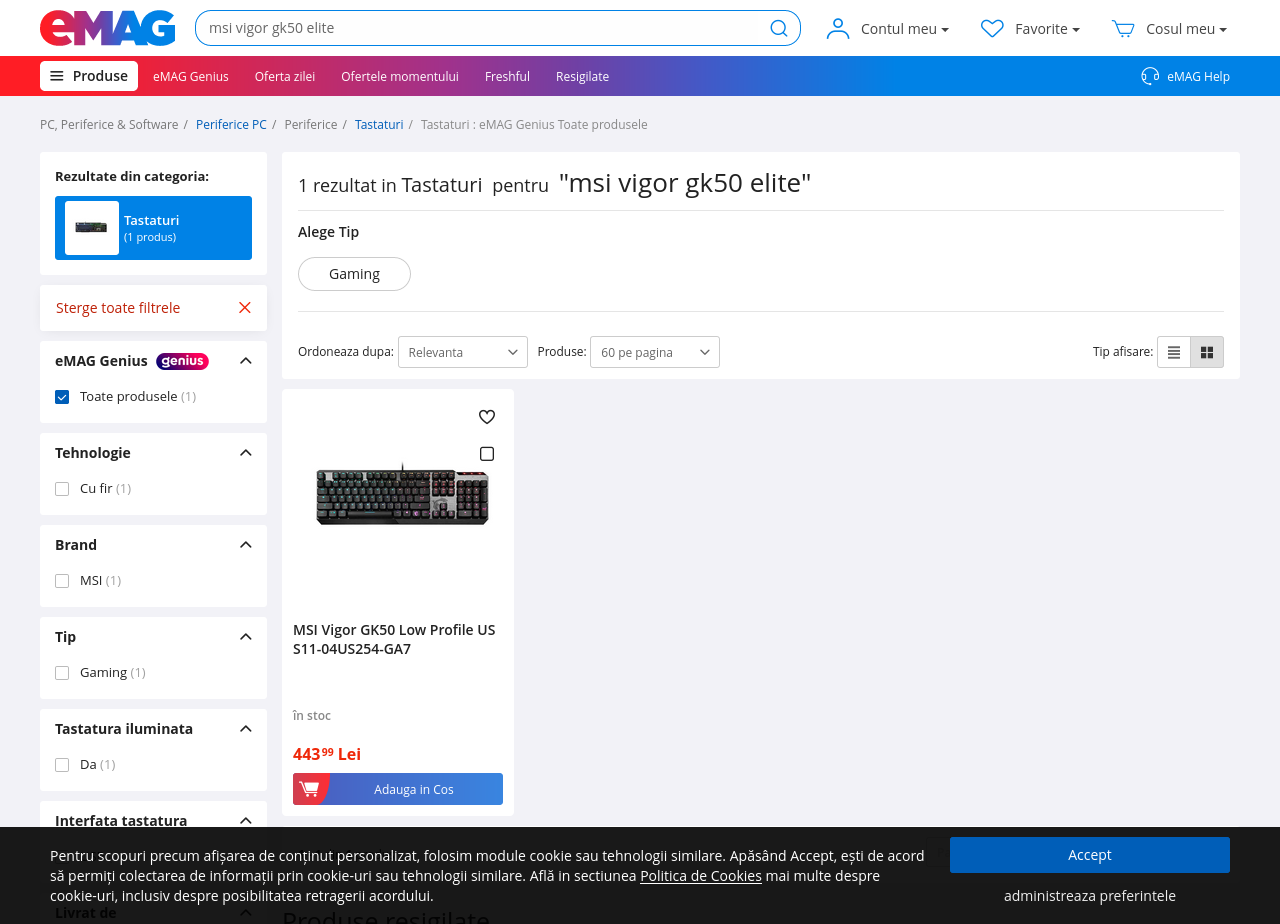 eMAG
msi vigor gk50 elite
Contul meu
Favorite
Cosul meu
Produse
eMAG Genius
Oferta zilei
Ofertele momentului
Freshful
Resigilate
eMAG Help
PC, Periferice & Software / Periferice PC / Periferice / Tastaturi / Tastaturi : eMAG Genius Toate produsele
Rezultate din categoria:
Tastaturi
(1 produs)
Sterge toate filtrele
eMAG Genius genius
Toate produsele (1)
Tehnologie
Cu fir (1)
Brand
MSI (1)
Tip
Gaming (1)
Tastatura iluminata
Da (1)
Interfata tastatura
Livrat de
1 rezultat in Tastaturi pentru "msi vigor gk50 elite"
Alege Tip
Gaming
Ordoneaza dupa: Relevanta
Produse: 60 pe pagina
Tip afisare:
MSI Vigor GK50 Low Profile US
S11-04US254-GA7
în stoc
44399 Lei
Adauga in Cos
Produse resigilate
Pentru scopuri precum afișarea de conținut personalizat, folosim module cookie sau tehnologii similare. Apăsând Accept, ești de acord
să permiți colectarea de informații prin cookie-uri sau tehnologii similare. Află in sectiunea Politica de Cookies mai multe despre
cookie-uri, inclusiv despre posibilitatea retragerii acordului.
Accept
administreaza preferintele